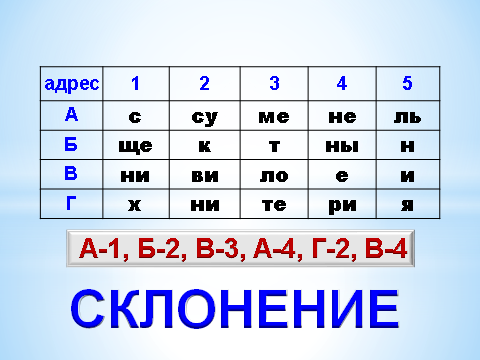 адрес 1 2 3 4 5
А с су ме не ль
Б ще к т ны н
В ни ви ло е и
Г х ни те ри я
А-1, Б-2, В-3, А-4, Г-2, В-4
СКЛОНЕНИЕ